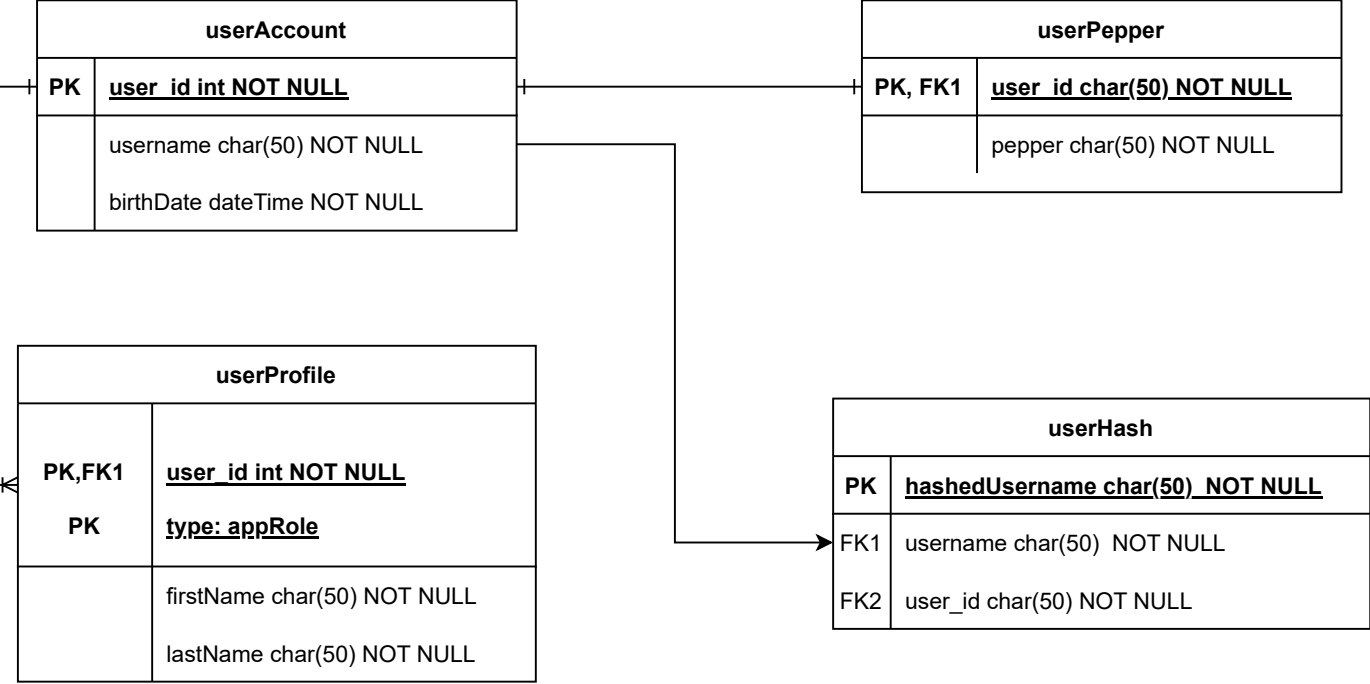 userAccount
PK user_id int NOT NULL
username char(50) NOT NULL
birthDate dateTime NOT NULL
userPepper
PK, FK1 user_id char(50) NOT NULL
pepper char(50) NOT NULL
userProfile
PK,FK1 user_id int NOT NULL
PK type: appRole
firstName char(50) NOT NULL
lastName char(50) NOT NULL
userHash
PK hashedUsername char(50) NOT NULL
FK1 username char(50) NOT NULL
FK2 user_id char(50) NOT NULL